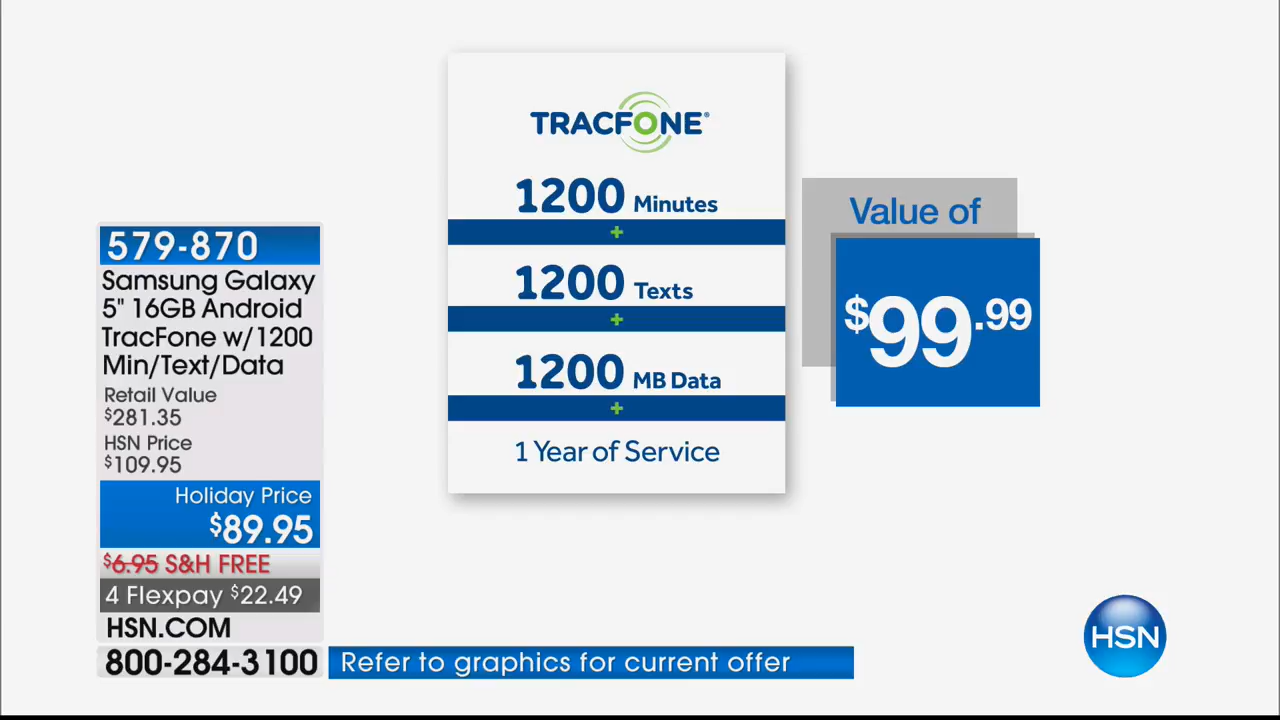 TRACFONE®
1200 Minutes
+
1200 Texts
+
1200 MB Data
+
1 Year of Service
Value of
$99.99
579-870
Samsung Galaxy
5" 16GB Android
TracFone w/1200
Min/Text/Data
Retail Value
$281.35
HSN Price
$109.95
Holiday Price
$89.95
$6.95 S&H FREE
4 Flexpay $22.49
HSN.COM
800-284-3100
Refer to graphics for current offer
HSN